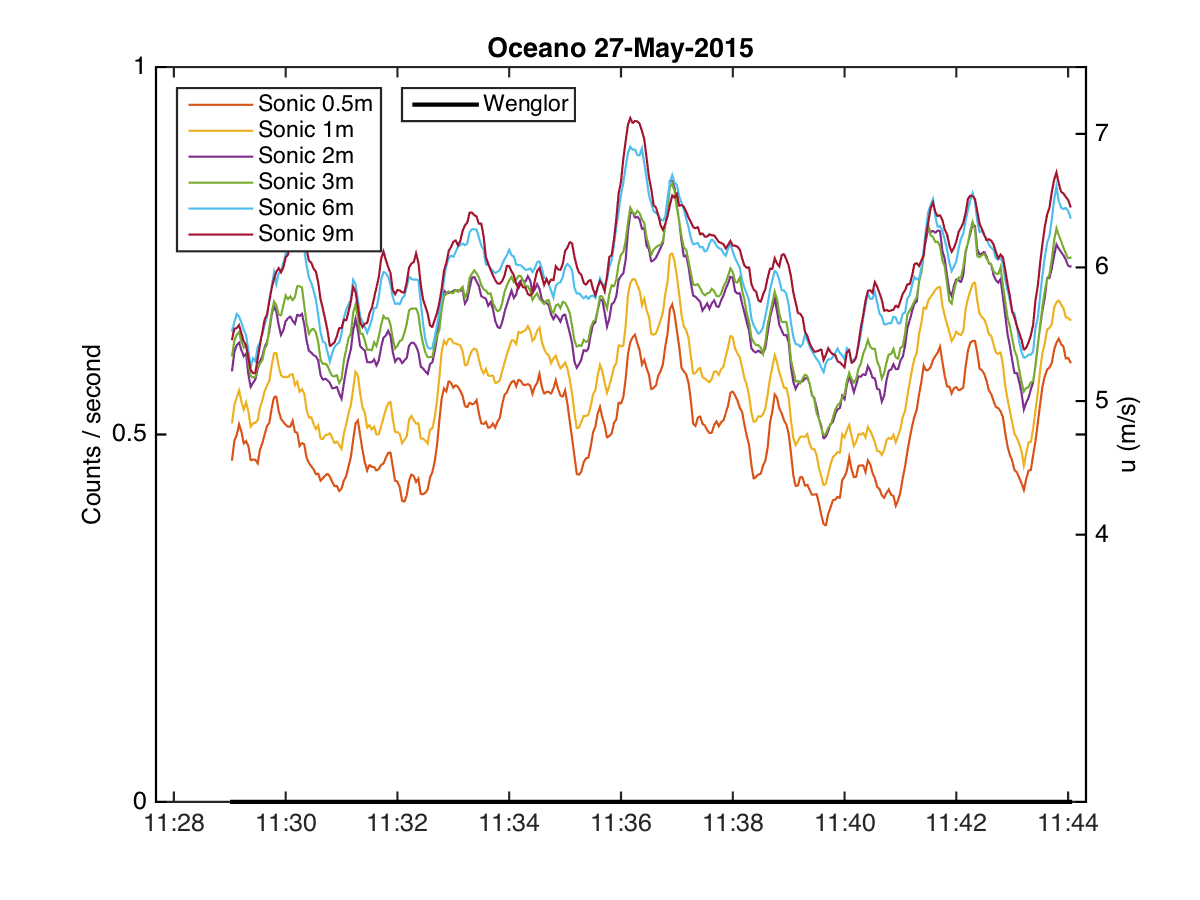 Oceano 27-May-2015
1
0.5
0
Counts / second
Sonic 0.5m
Sonic 1m
Sonic 2m
Sonic 3m
Sonic 6m
Sonic 9m
Wenglor
7
6
5
4
u (m/s)
11:28 11:30 11:32 11:34 11:36 11:38 11:40 11:42 11:44